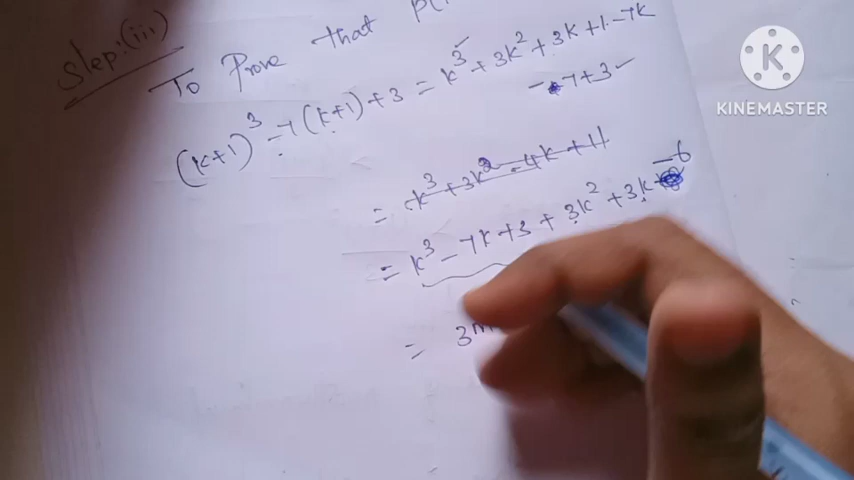 Step:(iii)
To Prove that P(
(k+1)³ - 7(k+1) + 3 = k³ + 3k² + 3k + 1 - 7k
- 7 + 3
= k³ + 3k² - 4k + 11
= k³ - 7k + 3 + 3k² + 3k - 6
= 3m
K
KINEMASTER